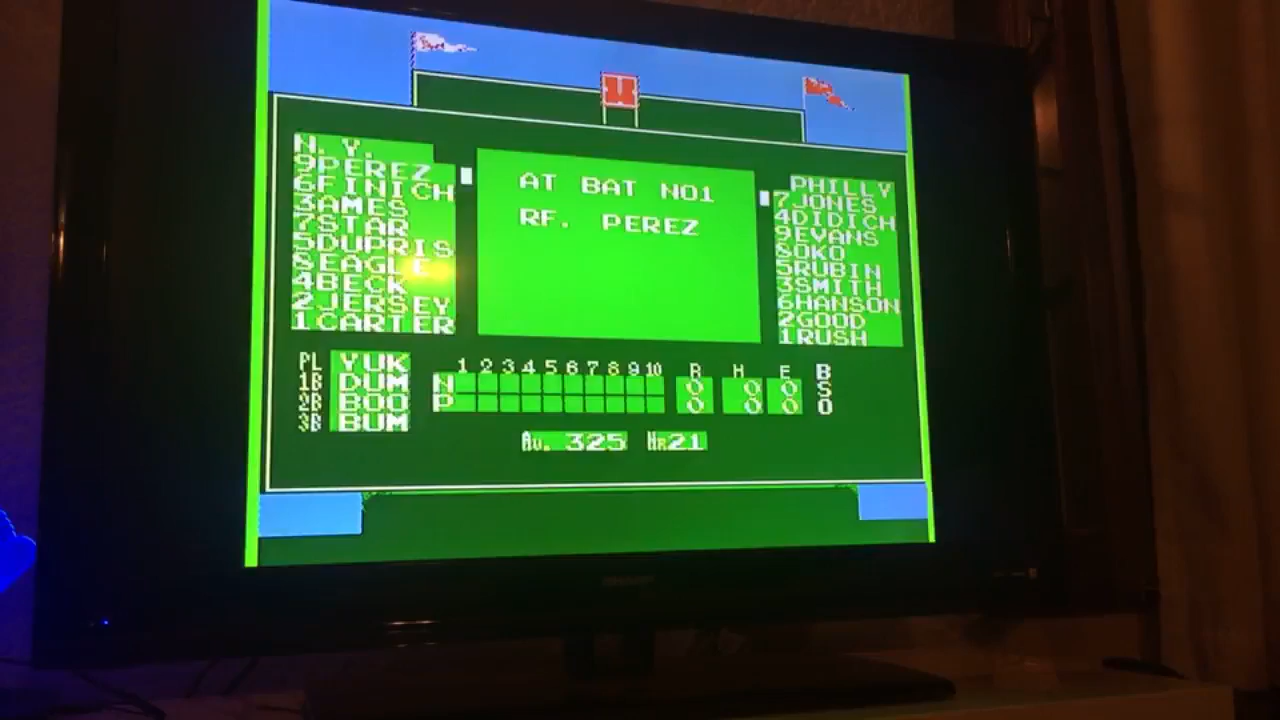 N.Y.
9PEREZ
6FINICH
3AMES
7STAR
5DUPRIS
8EAGLE
4BECK
2JERSEY
1CARTER
AT BAT NO1
RF. PEREZ
PHILLY
7JONES
4DIDICH
9EVANS
8OKO
5RUBIN
3SMITH
6HANSON
2GOOD
1RUSH
PL YUK
1B DUM
2B BOO
3B BUM
1 2 3 4 5 6 7 8 9 10 R H E B
N 0 0 0 S
P 0 0 0 O
AV. 325 HR21